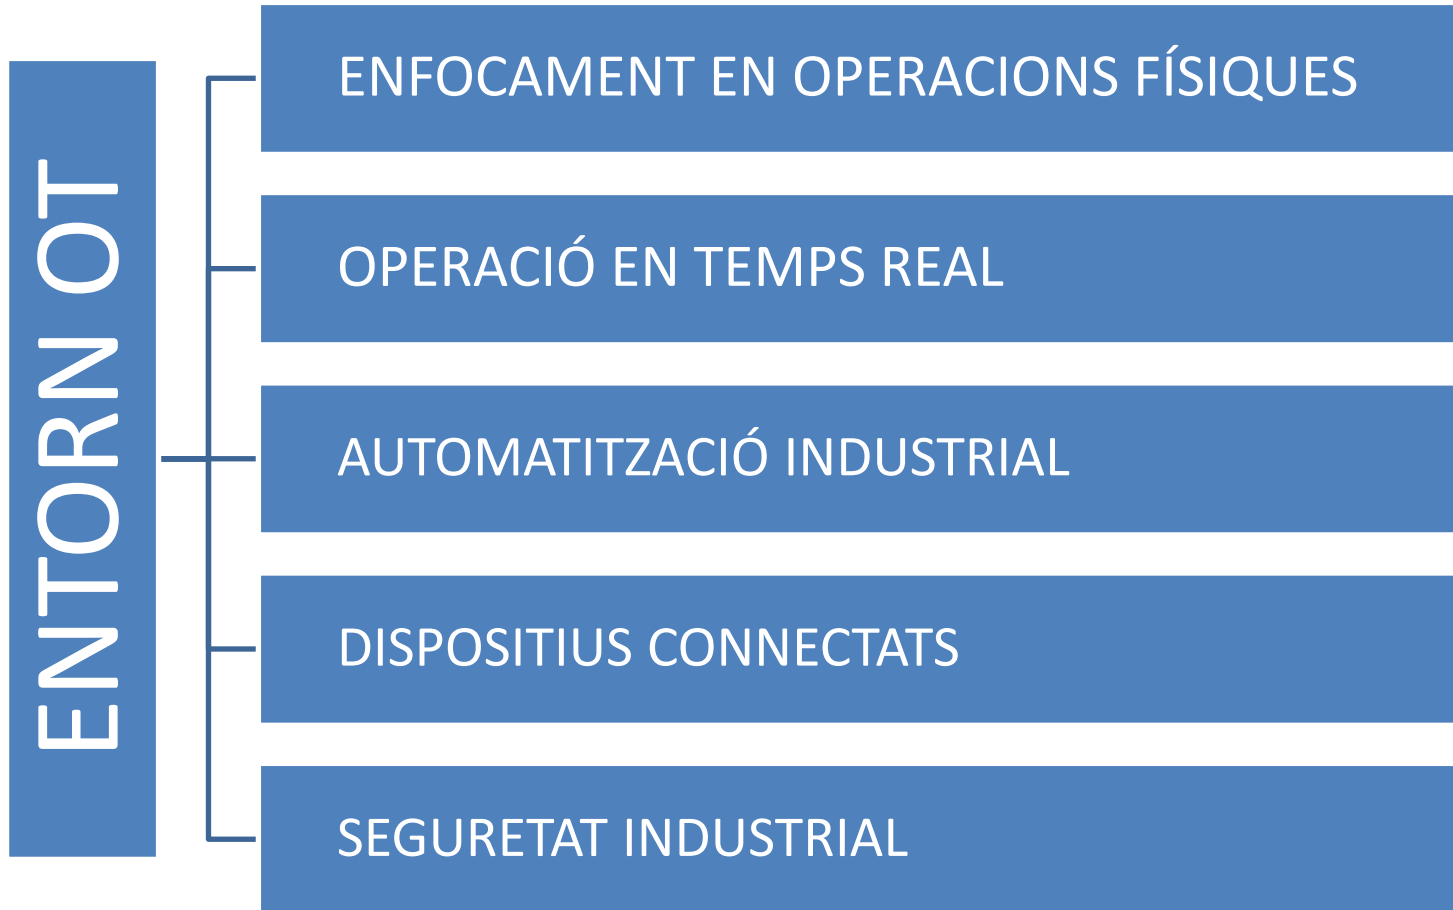 ENTORN OT
ENFOCAMENT EN OPERACIONS FÍSIQUES
OPERACIÓ EN TEMPS REAL
AUTOMATITZACIÓ INDUSTRIAL
DISPOSITIUS CONNECTATS
SEGURETAT INDUSTRIAL